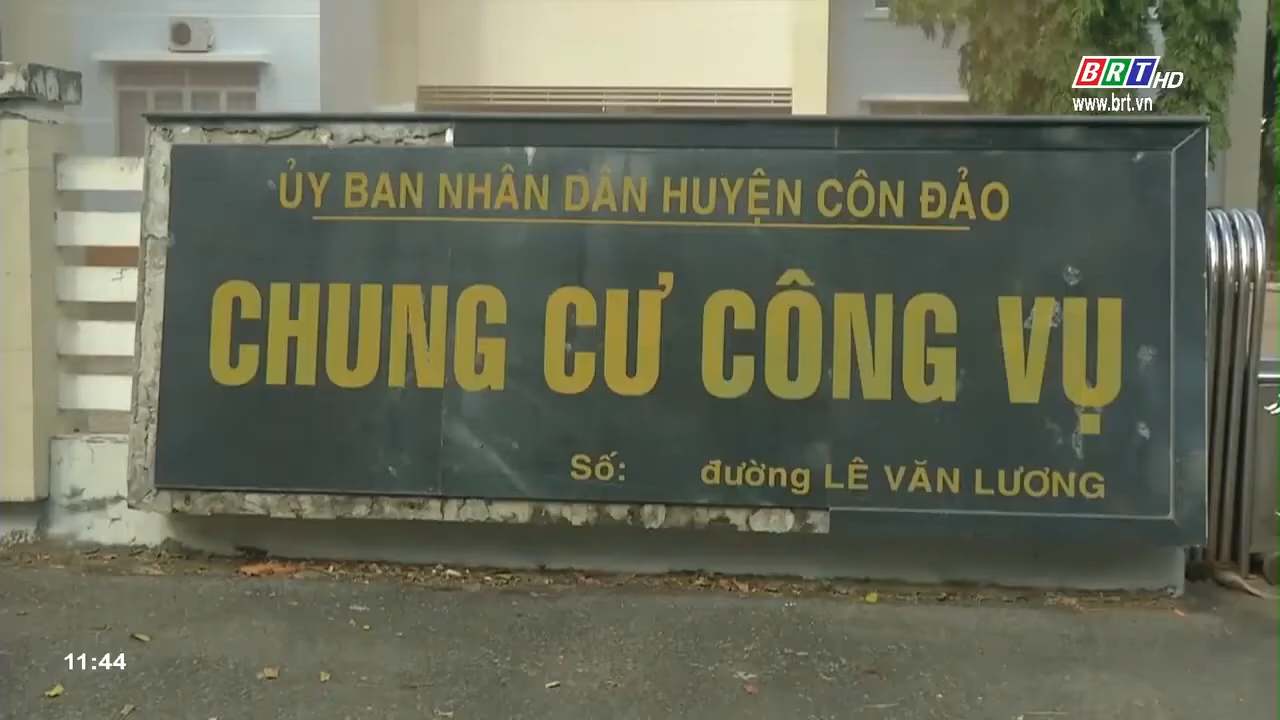 BRT HD
www.brt.vn
ỦY BAN NHÂN DÂN HUYỆN CÔN ĐẢO
CHUNG CƯ CÔNG VỤ
Số: đường LÊ VĂN LƯƠNG
11:44